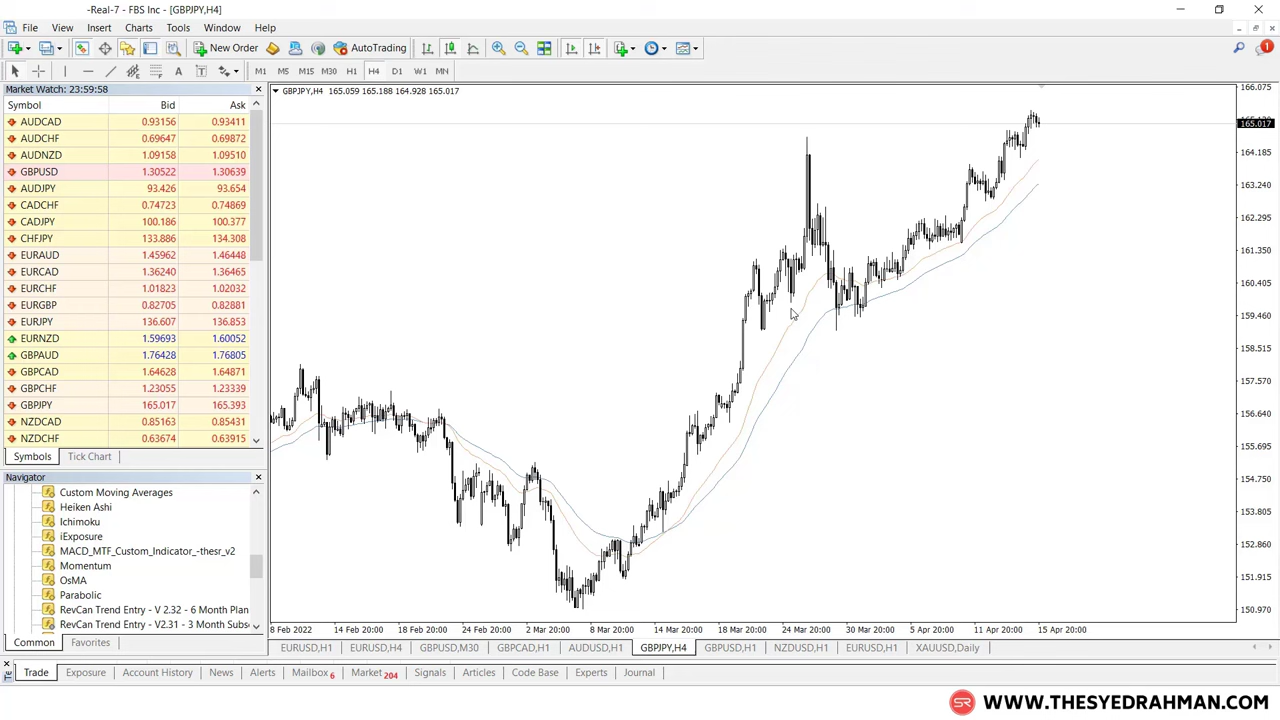 -Real-7 - FBS Inc - [GBPJPY,H4]
File View Insert Charts Tools Window Help
New Order AutoTrading
1
M1 M5 M15 M30 H1 H4 D1 W1 MN
Market Watch: 23:59:58
Symbol Bid Ask
AUDCAD 0.93156 0.93411
AUDCHF 0.69647 0.69872
AUDNZD 1.09158 1.09510
GBPUSD 1.30522 1.30639
AUDJPY 93.426 93.654
CADCHF 0.74723 0.74869
CADJPY 100.186 100.377
CHFJPY 133.886 134.308
EURAUD 1.45962 1.46448
EURCAD 1.36240 1.36465
EURCHF 1.01823 1.02032
EURGBP 0.82705 0.82881
EURJPY 136.607 136.853
EURNZD 1.59693 1.60052
GBPAUD 1.76428 1.76805
GBPCAD 1.64628 1.64871
GBPCHF 1.23055 1.23339
GBPJPY 165.017 165.393
NZDCAD 0.85163 0.85431
NZDCHF 0.63674 0.63915
Symbols Tick Chart
Navigator
Custom Moving Averages
Heiken Ashi
Ichimoku
iExposure
MACD_MTF_Custom_Indicator_-thesr_v2
Momentum
OsMA
Parabolic
RevCan Trend Entry - V 2.32 - 6 Month Plan
RevCan Trend Entry - V2.31 - 3 Month Subs
Common Favorites
GBPJPY,H4 165.059 165.188 164.928 165.017
166.075
165.017
164.185
163.240
162.295
161.350
160.405
159.460
158.515
157.570
156.640
155.695
154.750
153.805
152.860
151.915
150.970
8 Feb 2022 14 Feb 20:00 18 Feb 20:00 24 Feb 20:00 2 Mar 20:00 8 Mar 20:00 14 Mar 20:00 18 Mar 20:00 24 Mar 20:00 30 Mar 20:00 5 Apr 20:00 11 Apr 20:00 15 Apr 20:00
EURUSD,H1 EURUSD,H4 GBPUSD,M30 GBPCAD,H1 AUDUSD,H1 GBPJPY,H4 GBPUSD,H1 NZDUSD,H1 EURUSD,H1 XAUUSD,Daily
Trade Exposure Account History News Alerts Mailbox 6 Market 204 Signals Articles Code Base Experts Journal
SR WWW.THESYEDRAHMAN.COM